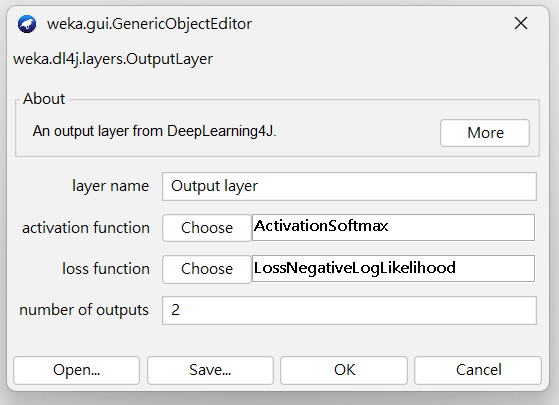 weka.gui.GenericObjectEditor
weka.dl4j.layers.OutputLayer
About
An output layer from DeepLearning4J.
More
layer name Output layer
activation function Choose ActivationSoftmax
loss function Choose LossNegativeLogLikelihood
number of outputs 2
Open... Save... OK Cancel